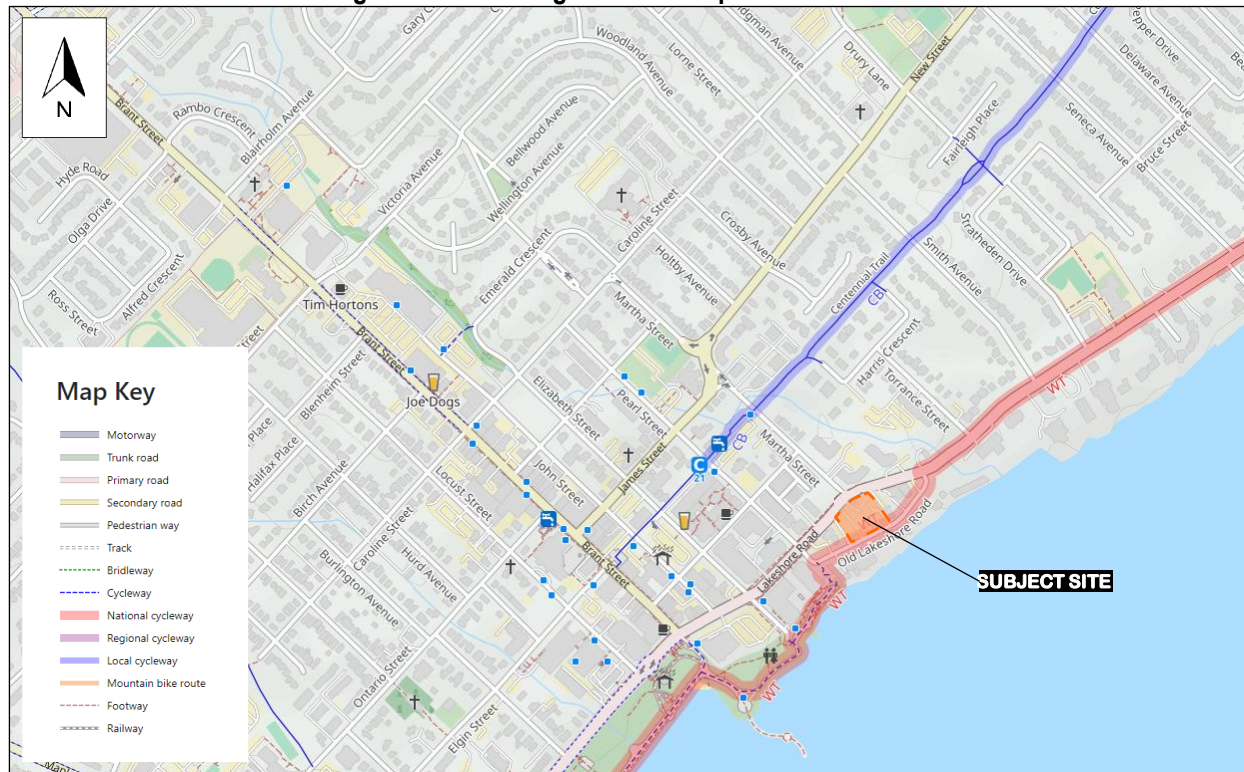 N
Gary C
Woodland Avenue
Lorne Street
dgman Avenue
Drury Lane
New Street
Pepper Drive
Delaware Avenue
Brant Street
Rambo Crescent
Blairholm Avenue
Bellwood Avenue
Wellington Avenue
Victoria Avenue
Fairleigh Place
Seneca Avenue
Bruce Street
Hyde Road
Olga Drive
Caroline Street
Crosby Avenue
Emerald Crescent
Holtby Avenue
Stratheden Drive
Smith Avenue
Alfred Crescent
Ross Street
Tim Hortons
Martha Street
Centennial Trail
CB
Harris Crescent
Torrance Street
WT
Brant Street
Joe Dogs
Blenheim Street
Elizabeth Street
Pearl Street
Place
Halifax Place
Birch Avenue
John Street
James Street
CB
Martha Street
C
21
Locust Street
Caroline Street
Hurd Avenue
Burlington Avenue
Brant Street
Lakeshore Road
Old Lakeshore Road
SUBJECT SITE
WT
WT
Ontario Street
Elgin Street
Map Key
Motorway
Trunk road
Primary road
Secondary road
Pedestrian way
Track
Bridleway
Cycleway
National cycleway
Regional cycleway
Local cycleway
Mountain bike route
Footway
Railway